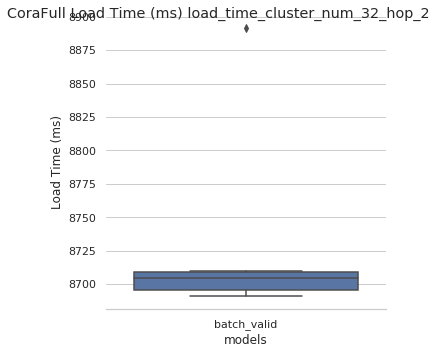 CoraFull Load Time (ms) load_time_cluster_num_32_hop_2
8900
8875
8850
8825
8800
8775
8750
8725
8700
Load Time (ms)
batch_valid
models